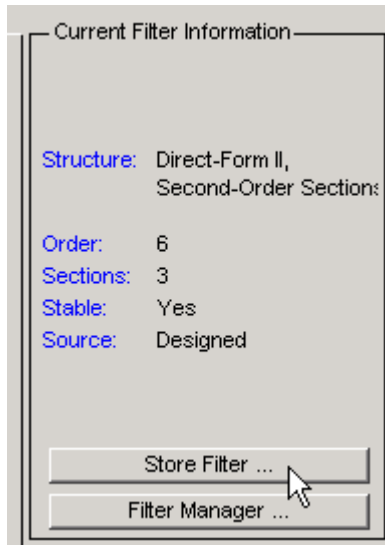 Current Filter Information
Structure: Direct-Form II,
Second-Order Sections
Order: 6
Sections: 3
Stable: Yes
Source: Designed
Store Filter ...
Filter Manager ...